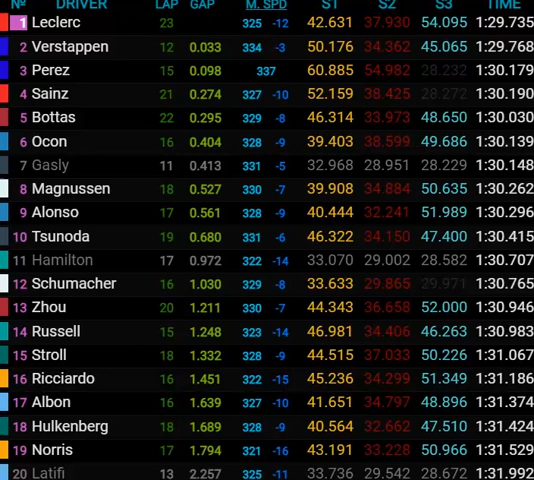 Nº DRIVER LAP GAP M. SPD S1 S2 S3 TIME
1 Leclerc 23 325 -12 42.631 37.930 54.095 1:29.735
2 Verstappen 12 0.033 334 -3 50.176 34.362 45.065 1:29.768
3 Perez 15 0.098 337 60.885 54.982 28.232 1:30.179
4 Sainz 21 0.274 327 -10 52.159 38.425 28.272 1:30.190
5 Bottas 22 0.295 329 -8 46.314 33.973 48.650 1:30.030
6 Ocon 16 0.404 328 -9 39.403 38.599 49.686 1:30.139
7 Gasly 11 0.413 331 -5 32.968 28.951 28.229 1:30.148
8 Magnussen 18 0.527 330 -7 39.908 34.884 50.635 1:30.262
9 Alonso 17 0.561 328 -9 40.444 32.241 51.989 1:30.296
10 Tsunoda 19 0.680 331 -6 46.322 34.150 47.400 1:30.415
11 Hamilton 17 0.972 322 -14 33.070 29.002 28.582 1:30.707
12 Schumacher 16 1.030 329 -8 33.633 29.865 29.971 1:30.765
13 Zhou 20 1.211 330 -7 44.343 36.658 52.000 1:30.946
14 Russell 15 1.248 323 -14 46.981 34.406 46.263 1:30.983
15 Stroll 18 1.332 328 -9 44.515 37.033 50.226 1:31.067
16 Ricciardo 16 1.451 322 -15 45.236 34.299 51.349 1:31.186
17 Albon 16 1.639 327 -10 41.651 34.797 48.896 1:31.374
18 Hulkenberg 18 1.689 328 -9 40.564 32.662 47.510 1:31.424
19 Norris 17 1.794 321 -16 43.191 33.228 50.966 1:31.529
20 Latifi 13 2.257 325 -11 33.736 29.542 28.672 1:31.992